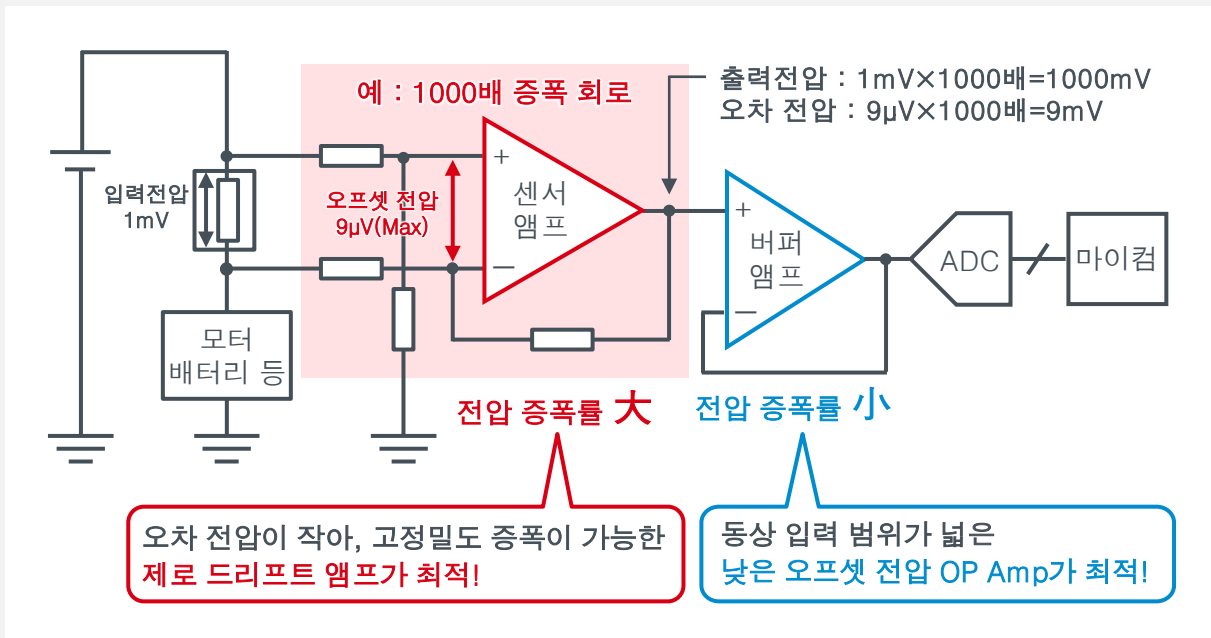 예 : 1000배 증폭 회로
출력전압 : 1mV×1000배=1000mV
오차 전압 : 9μV×1000배=9mV
입력전압
1mV
오프셋 전압
9μV(Max)
+
센서
앰프
−
+
버퍼
앰프
−
ADC
마이컴
모터
배터리 등
전압 증폭률 大
전압 증폭률 小
오차 전압이 작아, 고정밀도 증폭이 가능한
제로 드리프트 앰프가 최적!
동상 입력 범위가 넓은
낮은 오프셋 전압 OP Amp가 최적!